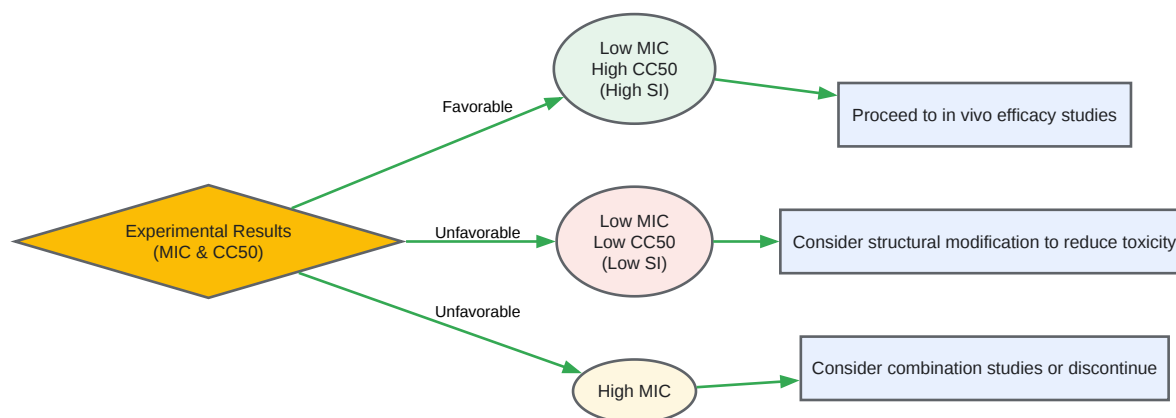 Low MIC
High CC50
(High SI)
Favorable
Proceed to in vivo efficacy studies
Experimental Results
(MIC & CC50)
Unfavorable
Low MIC
Low CC50
(Low SI)
Consider structural modification to reduce toxicity
Unfavorable
High MIC
Consider combination studies or discontinue